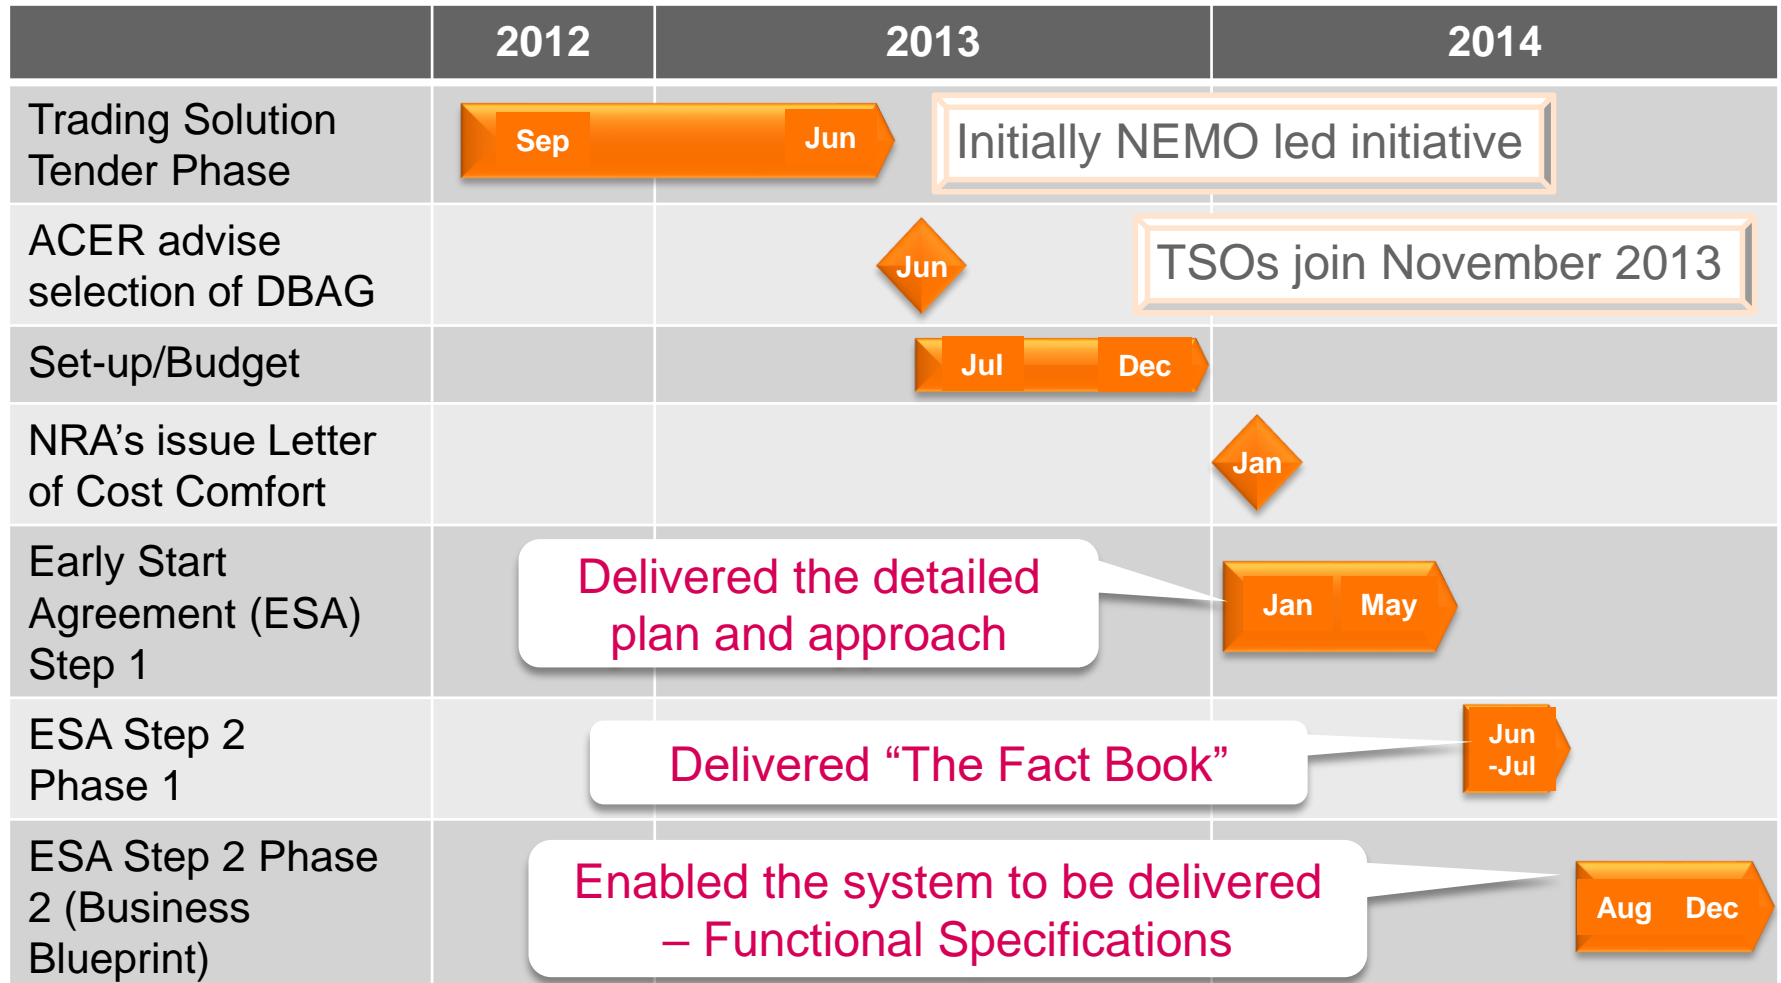 2012 2013 2014
Trading Solution
Tender Phase
Sep Jun
Initially NEMO led initiative
ACER advise
selection of DBAG
Jun
TSOs join November 2013
Set-up/Budget
Jul Dec
NRA’s issue Letter
of Cost Comfort
Jan
Early Start
Agreement (ESA)
Step 1
Delivered the detailed
plan and approach
Jan May
ESA Step 2
Phase 1
Delivered “The Fact Book”
Jun
-Jul
ESA Step 2 Phase
2 (Business
Blueprint)
Enabled the system to be delivered
– Functional Specifications
Aug Dec